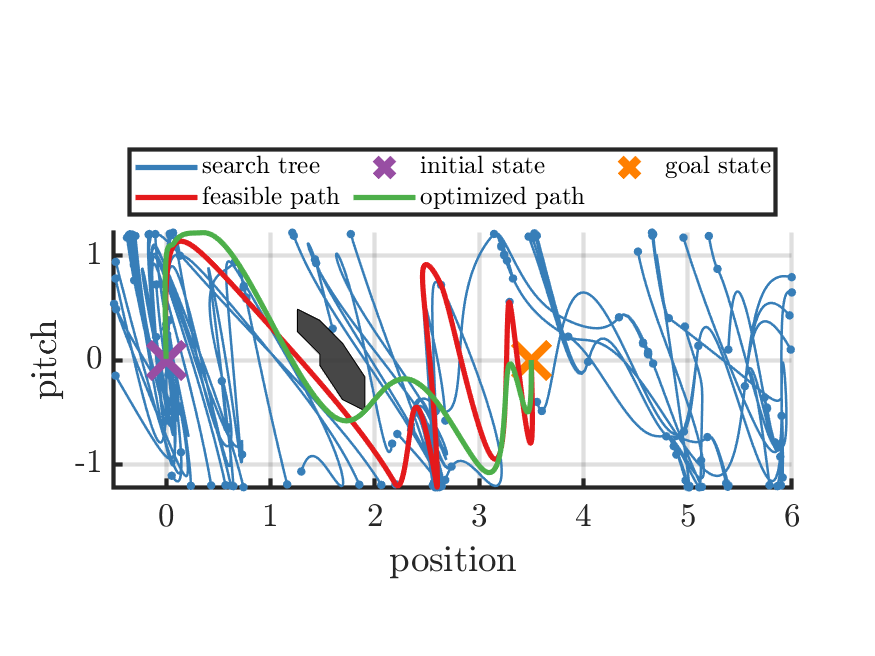 search tree initial state goal state
feasible path optimized path
1
0
-1
pitch
0 1 2 3 4 5 6
position